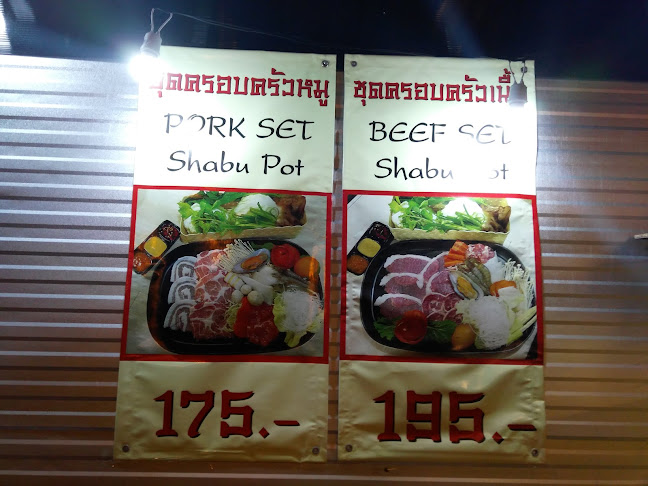 ชุดครอบครัวหมู
PORK SET
Shabu Pot
175.-
ชุดครอบครัวเนื้อ
BEEF SET
Shabu Pot
195.-